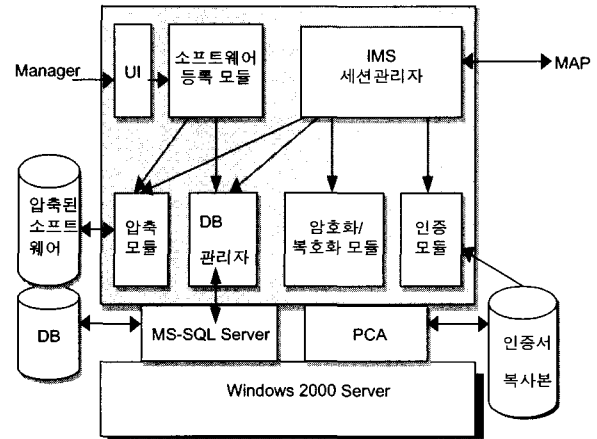 Manager
UI
소프트웨어
등록 모듈
IMS
세션관리자
MAP
압축된
소프트
웨어
압축
모듈
DB
관리자
암호화/
복호화 모듈
인증
모듈
DB
MS-SQL Server
PCA
인증서
복사본
Windows 2000 Server